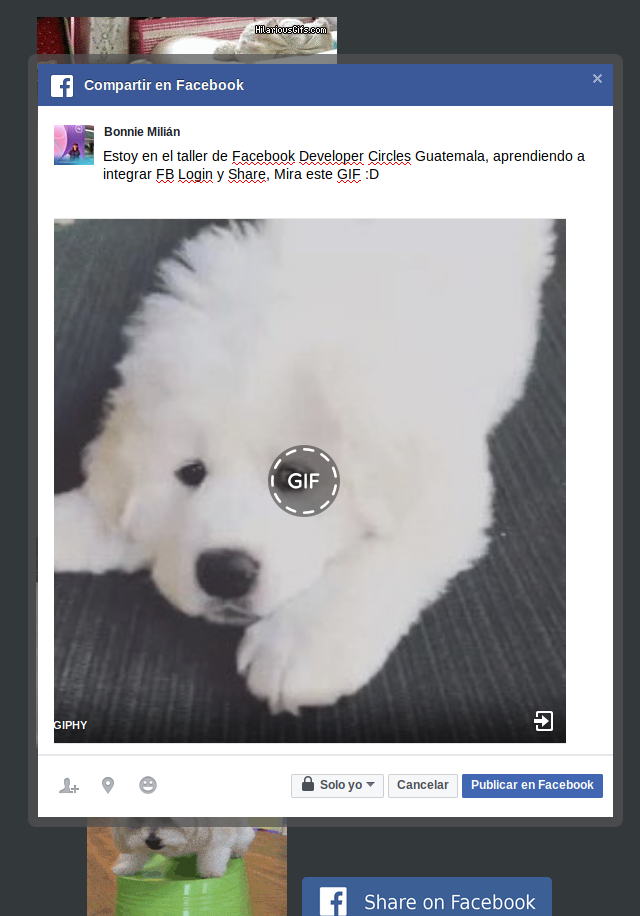 HilariousGifs.com
Compartir en Facebook
Bonnie Milián
Estoy en el taller de Facebook Developer Circles Guatemala, aprendiendo a
integrar FB Login y Share, Mira este GIF :D
GIF
GIPHY
Solo yo
Cancelar
Publicar en Facebook
Share on Facebook